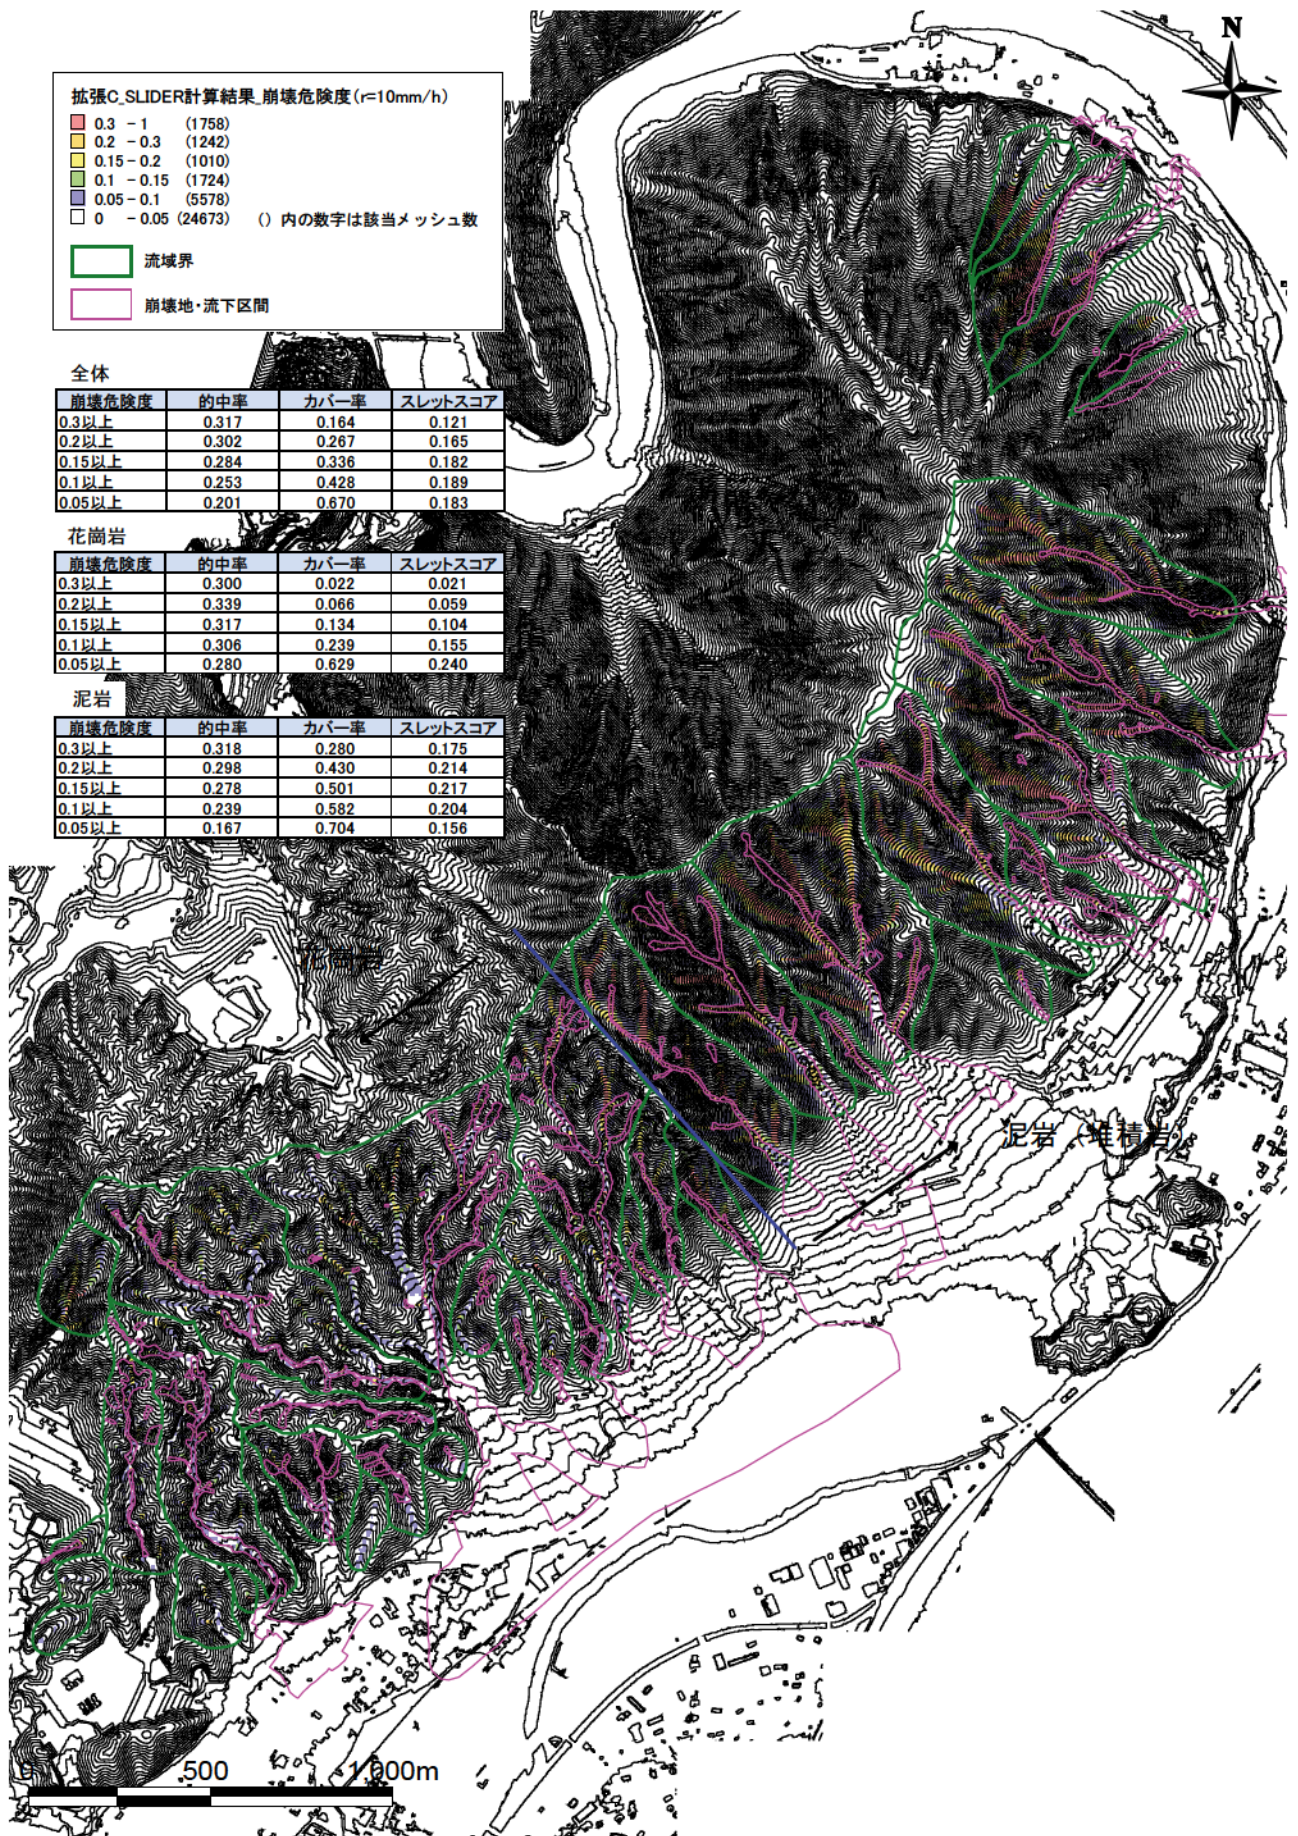 N
拡張C_SLIDER計算結果_崩壊危険度(r=10mm/h)
0.3 - 1 (1758)
0.2 - 0.3 (1242)
0.15 - 0.2 (1010)
0.1 - 0.15 (1724)
0.05 - 0.1 (5578)
0 - 0.05 (24673) () 内の数字は該当メッシュ数
流域界
崩壊地・流下区間
全体
崩壊危険度 的中率 カバー率 スレットスコア
0.3以上 0.317 0.164 0.121
0.2以上 0.302 0.267 0.165
0.15以上 0.284 0.336 0.182
0.1以上 0.253 0.428 0.189
0.05以上 0.201 0.670 0.183
花崗岩
崩壊危険度 的中率 カバー率 スレットスコア
0.3以上 0.300 0.022 0.021
0.2以上 0.339 0.066 0.059
0.15以上 0.317 0.134 0.104
0.1以上 0.306 0.239 0.155
0.05以上 0.280 0.629 0.240
泥岩
崩壊危険度 的中率 カバー率 スレットスコア
0.3以上 0.318 0.280 0.175
0.2以上 0.298 0.430 0.214
0.15以上 0.278 0.501 0.217
0.1以上 0.239 0.582 0.204
0.05以上 0.167 0.704 0.156
花崗岩
泥岩（堆積岩）
0 500 1,000m